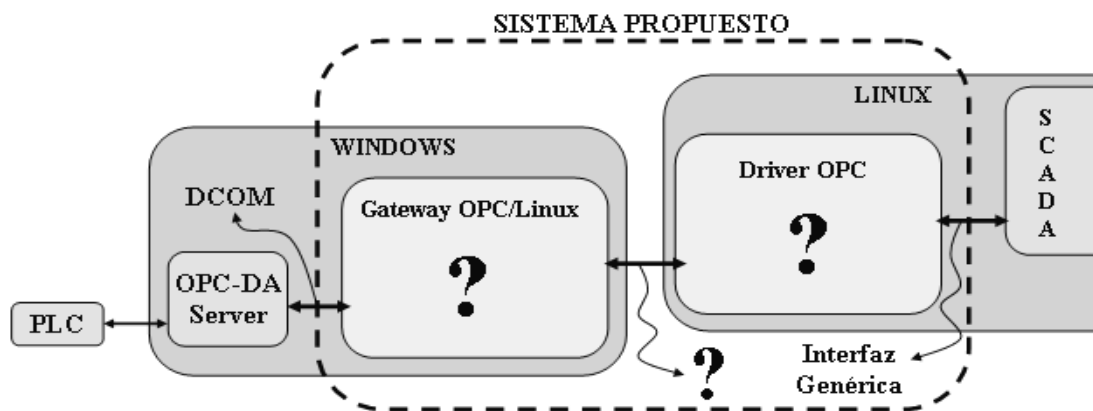 SISTEMA PROPUESTO
LINUX
S
C
A
D
A
WINDOWS
DCOM
Gateway OPC/Linux
?
Driver OPC
?
OPC-DA
Server
PLC
?
Interfaz
Genérica